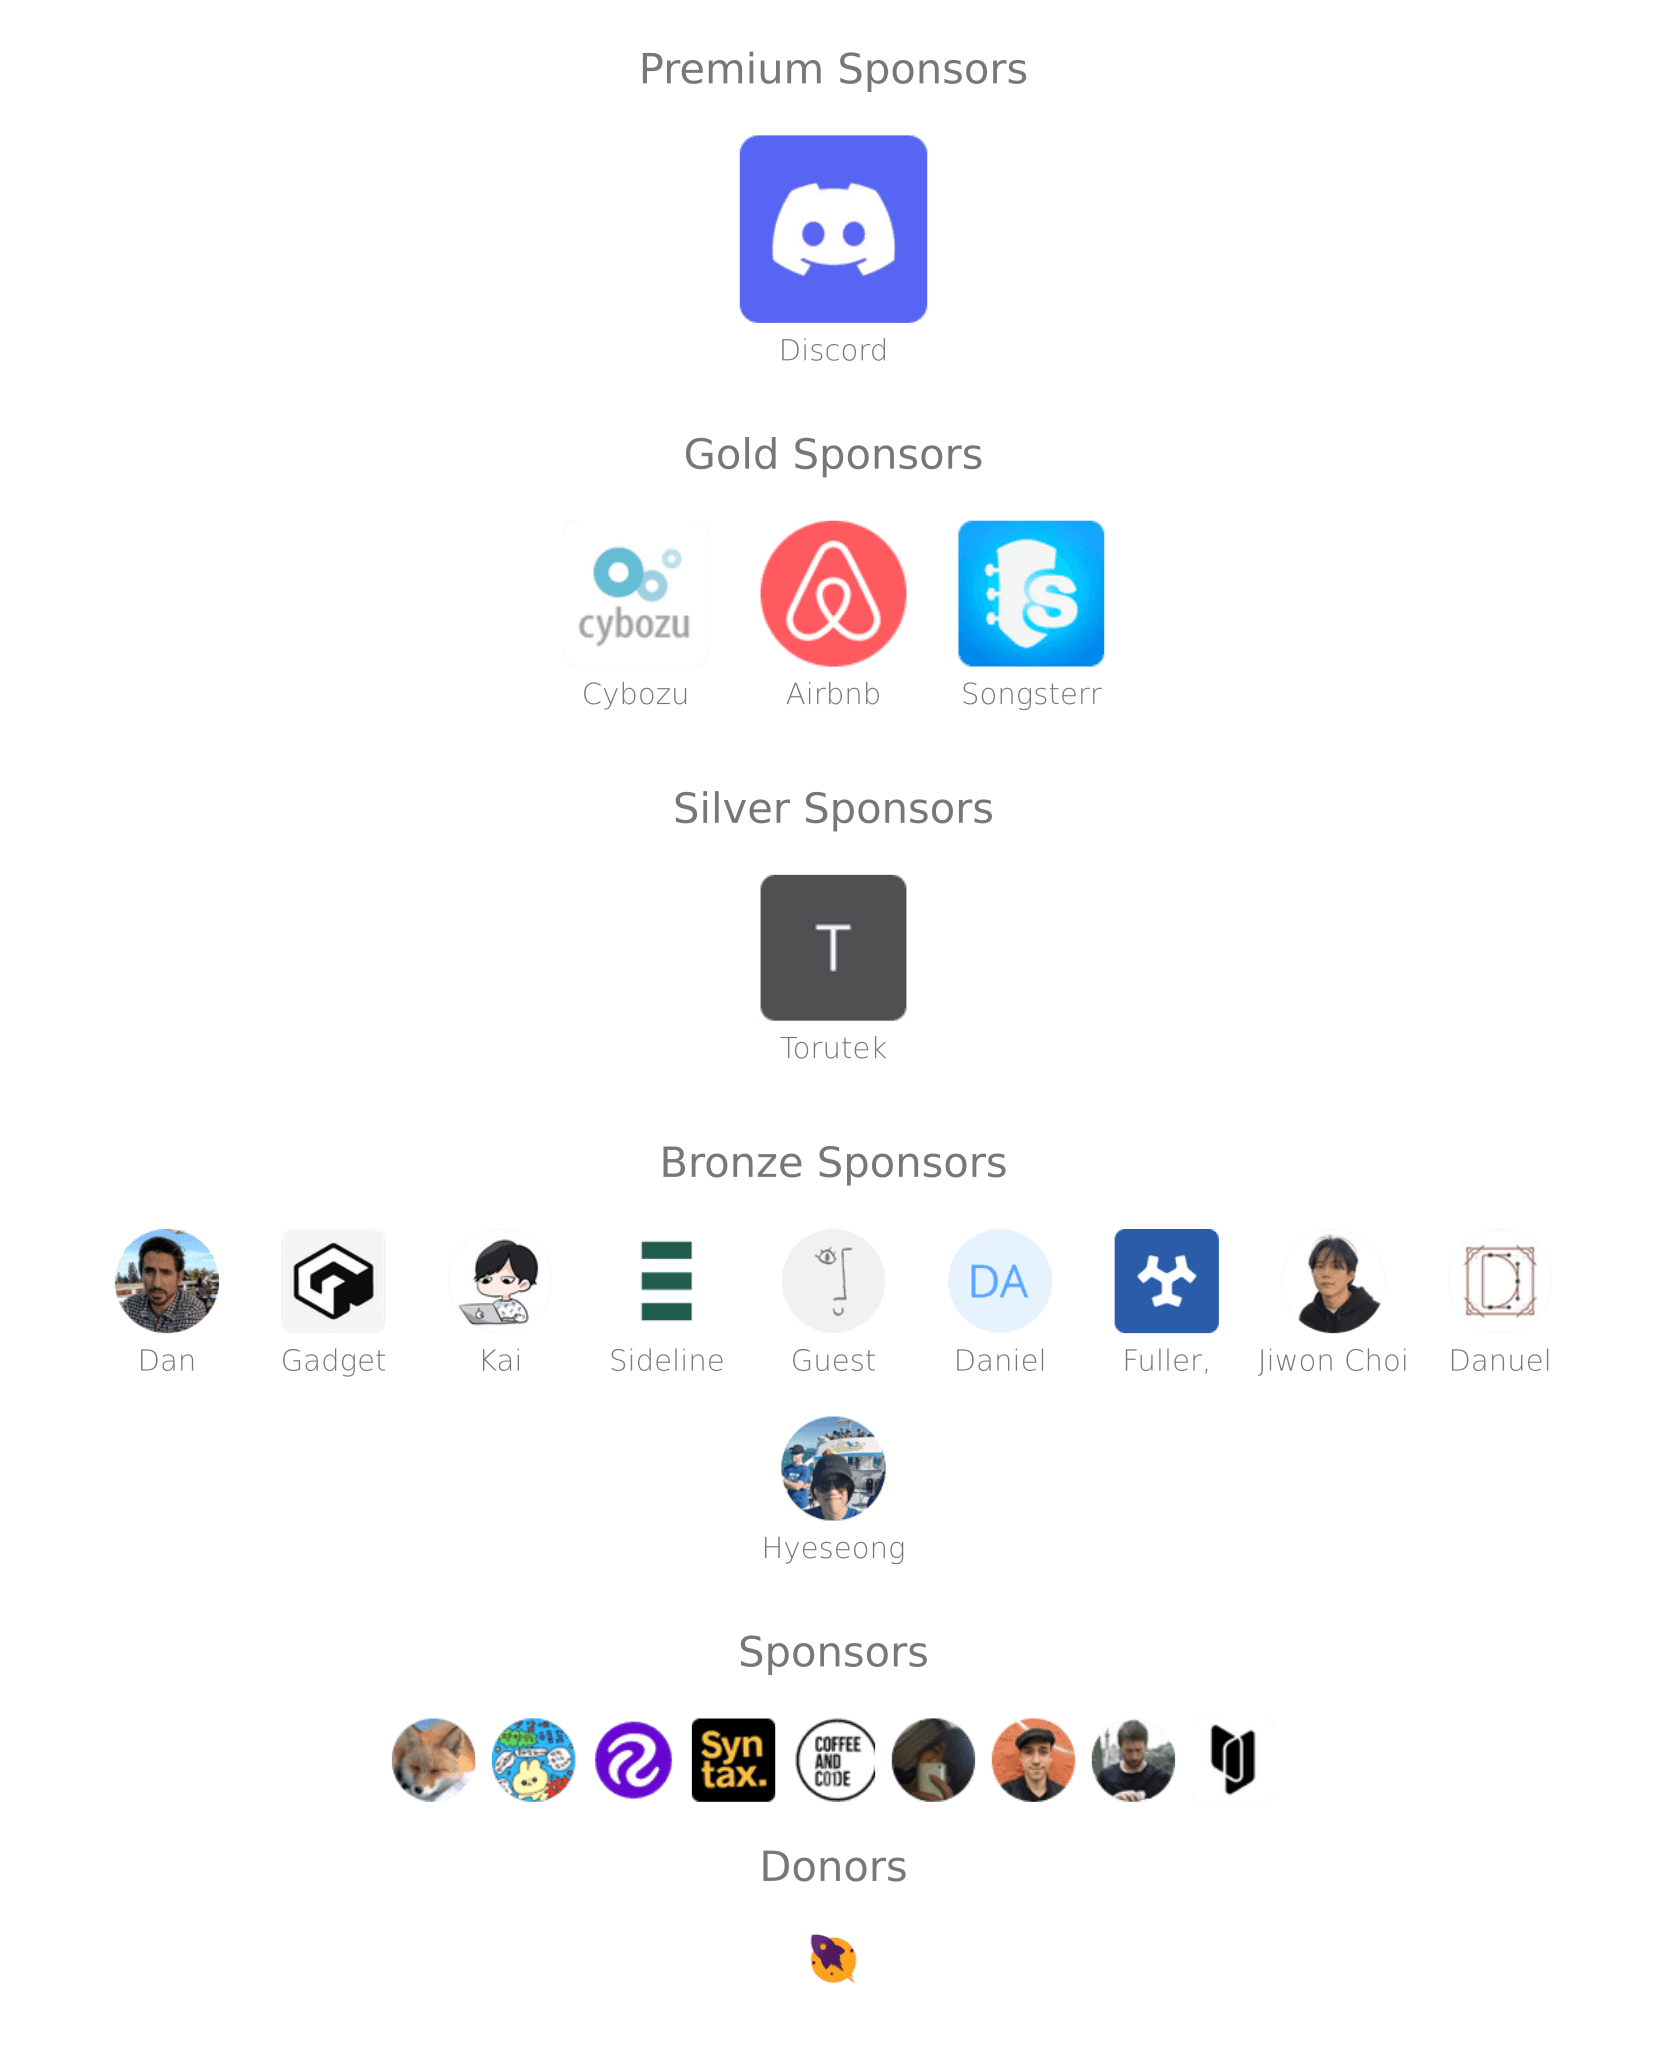 Premium Sponsors
Discord
Gold Sponsors
cybozu
S
Cybozu Airbnb Songsterr
Silver Sponsors
T
Torutek
Bronze Sponsors
DA
Dan Gadget Kai Sideline Guest Daniel Fuller, Jiwon Choi Danuel
Hyeseong
Sponsors
Syn
tax.
COFFEE
AND
CODE
Donors